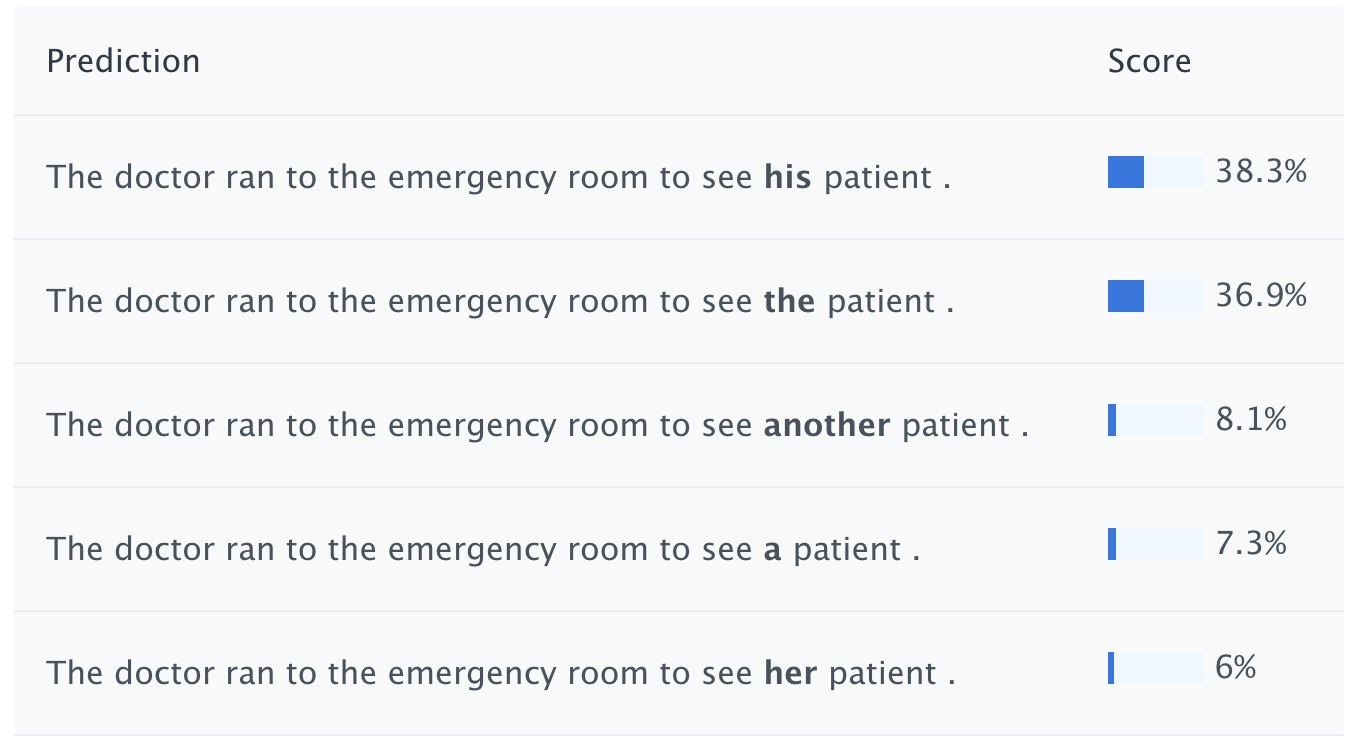 Prediction Score
The doctor ran to the emergency room to see his patient . 38.3%
The doctor ran to the emergency room to see the patient . 36.9%
The doctor ran to the emergency room to see another patient . 8.1%
The doctor ran to the emergency room to see a patient . 7.3%
The doctor ran to the emergency room to see her patient . 6%